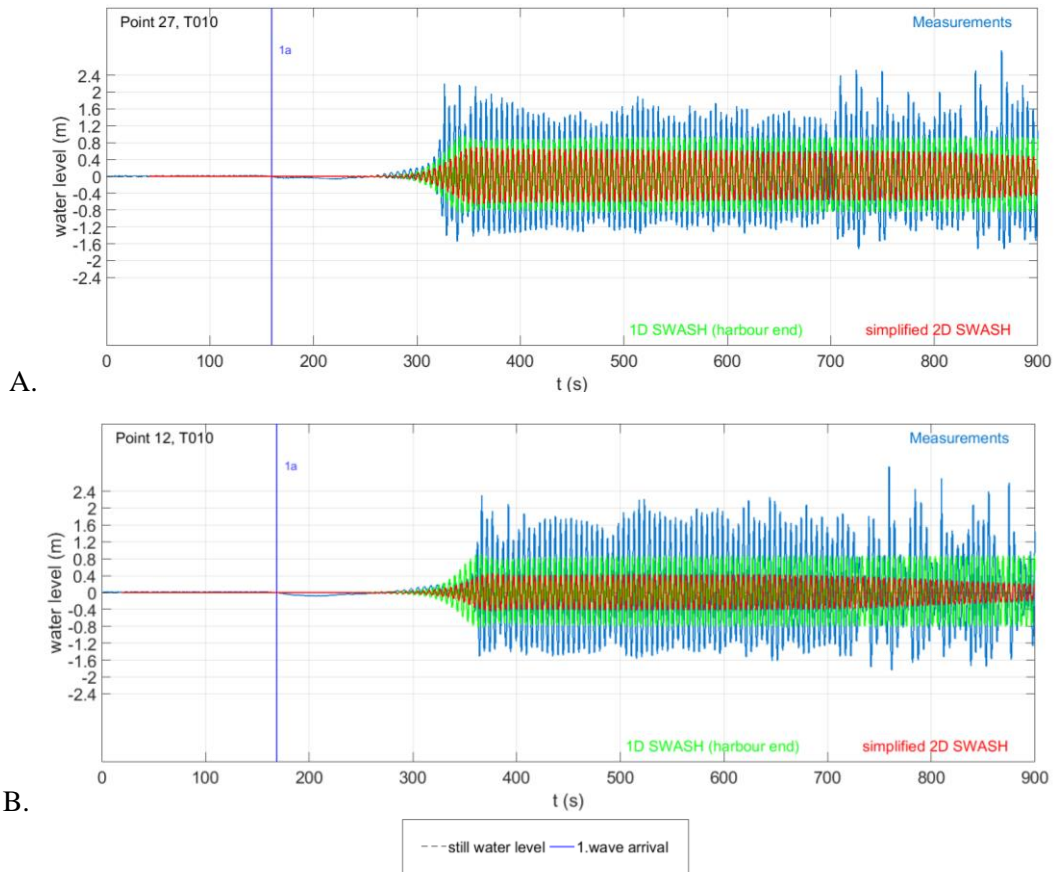 Point 27, T010
Measurements
1a
water level (m)
2.4
2
1.6
1.2
0.8
0.4
0
-0.4
-0.8
-1.2
-1.6
-2
-2.4
1D SWASH (harbour end)
simplified 2D SWASH
0 100 200 300 400 500 600 700 800 900
t (s)
A.
Point 12, T010
Measurements
1a
water level (m)
2.4
2
1.6
1.2
0.8
0.4
0
-0.4
-0.8
-1.2
-1.6
-2
-2.4
1D SWASH (harbour end)
simplified 2D SWASH
0 100 200 300 400 500 600 700 800 900
t (s)
B.
still water level 1.wave arrival